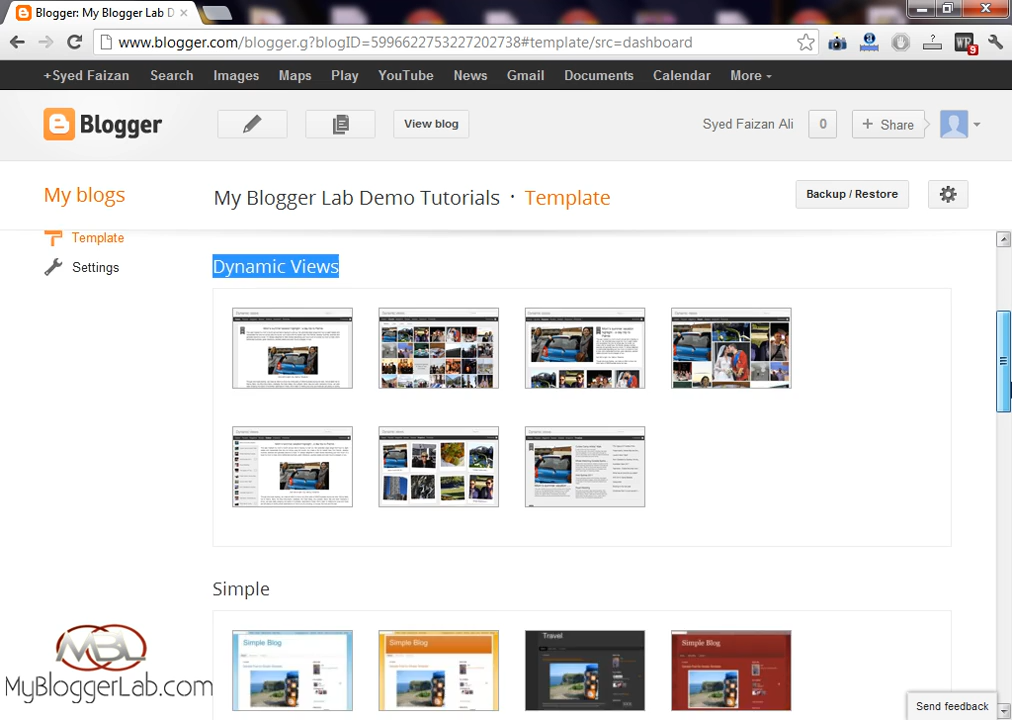 Blogger: My Blogger Lab D
www.blogger.com/blogger.g?blogID=5996622753227202738#template/src=dashboard
+Syed Faizan Search Images Maps Play YouTube News Gmail Documents Calendar More
Blogger View blog Syed Faizan Ali 0 + Share
My blogs My Blogger Lab Demo Tutorials · Template Backup / Restore
Template
Settings
Dynamic Views
Simple
Simple Blog Simple Blog Travel Simple Blog
MBL
MyBloggerLab.com
Send feedback